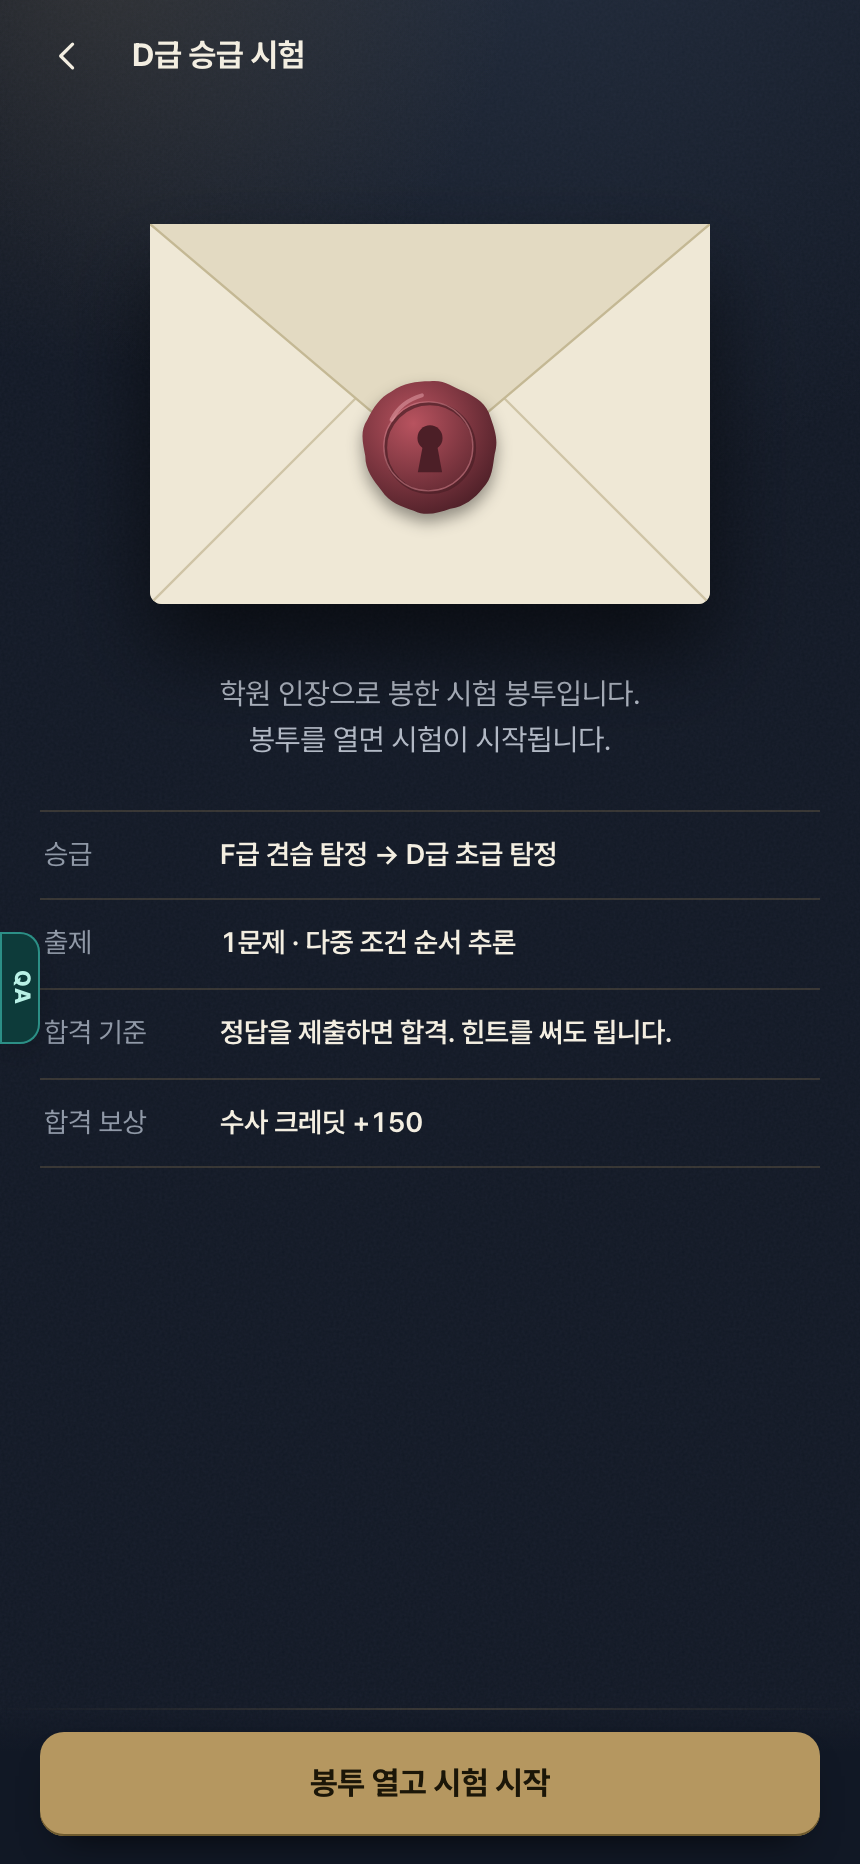 D급 승급 시험
학원 인장으로 봉한 시험 봉투입니다.
봉투를 열면 시험이 시작됩니다.
승급 F급 견습 탐정 → D급 초급 탐정
출제 1문제 · 다중 조건 순서 추론
QA
합격 기준 정답을 제출하면 합격. 힌트를 써도 됩니다.
합격 보상 수사 크레딧 +150
봉투 열고 시험 시작